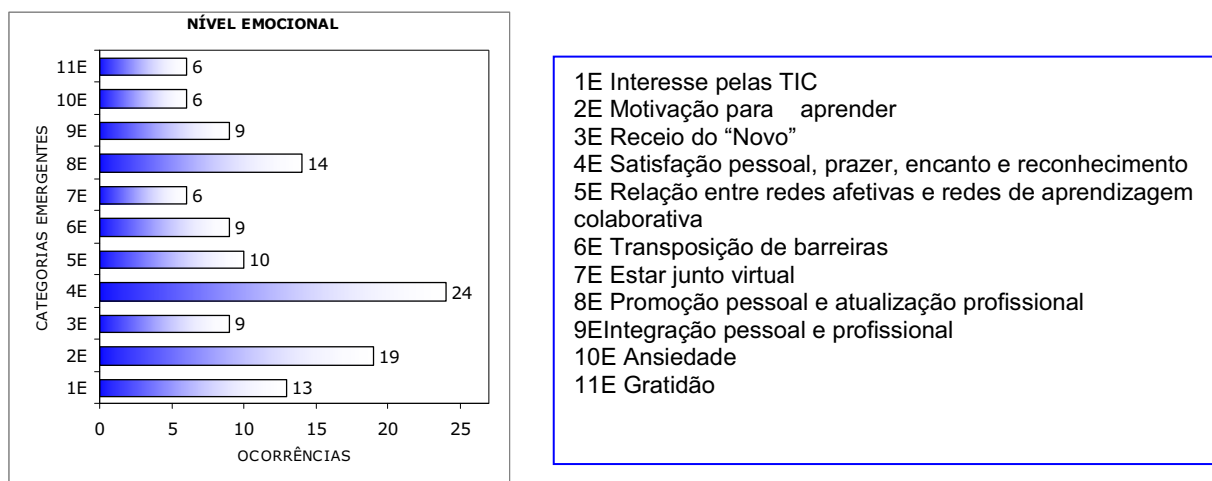 NÍVEL EMOCIONAL
CATEGORIAS EMERGENTES
11E 6
10E 6
9E 9
8E 14
7E 6
6E 9
5E 10
4E 24
3E 9
2E 19
1E 13
0 5 10 15 20 25
OCORRÊNCIAS
1E Interesse pelas TIC
2E Motivação para aprender
3E Receio do “Novo”
4E Satisfação pessoal, prazer, encanto e reconhecimento
5E Relação entre redes afetivas e redes de aprendizagem
colaborativa
6E Transposição de barreiras
7E Estar junto virtual
8E Promoção pessoal e atualização profissional
9EIntegração pessoal e profissional
10E Ansiedade
11E Gratidão